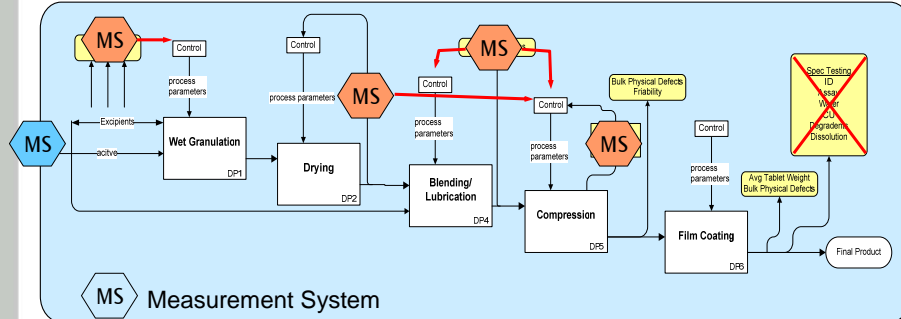 MS
Control
process
parameters
Excipients
MS
acitve
Wet Granulation
DP1
Control
process parameters
Drying
DP2
MS
MS
Control
process
parameters
Blending/
Lubrication
DP4
Control
process
parameters
MS
Compression
DP5
Bulk Physical Defects
Friability
Control
process
parameters
Film Coating
DP6
Avg Tablet Weight
Bulk Physical Defects
Spec Testing
ID
Assay
Water
CU
Degradents
Dissolution
Final Product
MS Measurement System